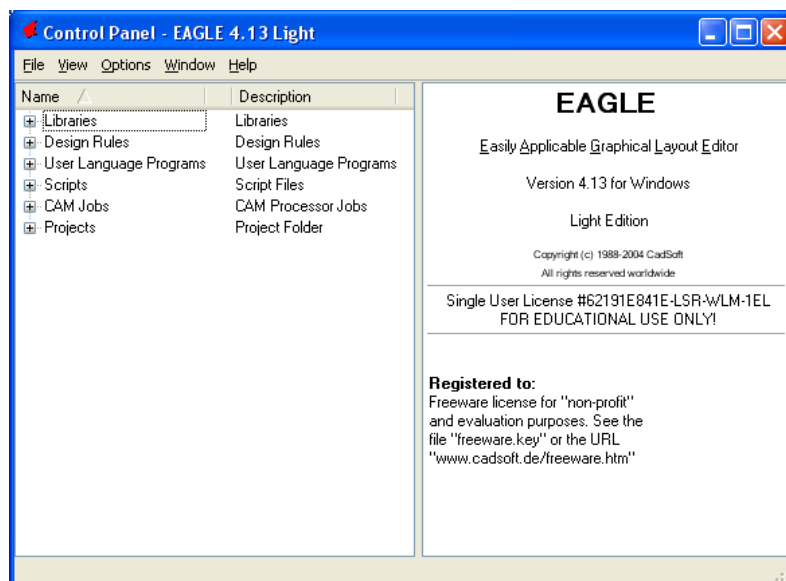 Control Panel - EAGLE 4.13 Light
File View Options Window Help
Name Description
Libraries Libraries
Design Rules Design Rules
User Language Programs User Language Programs
Scripts Script Files
CAM Jobs CAM Processor Jobs
Projects Project Folder
EAGLE
Easily Applicable Graphical Layout Editor
Version 4.13 for Windows
Light Edition
Copyright (c) 1988-2004 CadSoft
All rights reserved worldwide
Single User License #62191E841E-LSR-WLM-1EL
FOR EDUCATIONAL USE ONLY!
Registered to:
Freeware license for "non-profit"
and evaluation purposes. See the
file "freeware.key" or the URL
"www.cadsoft.de/freeware.htm"